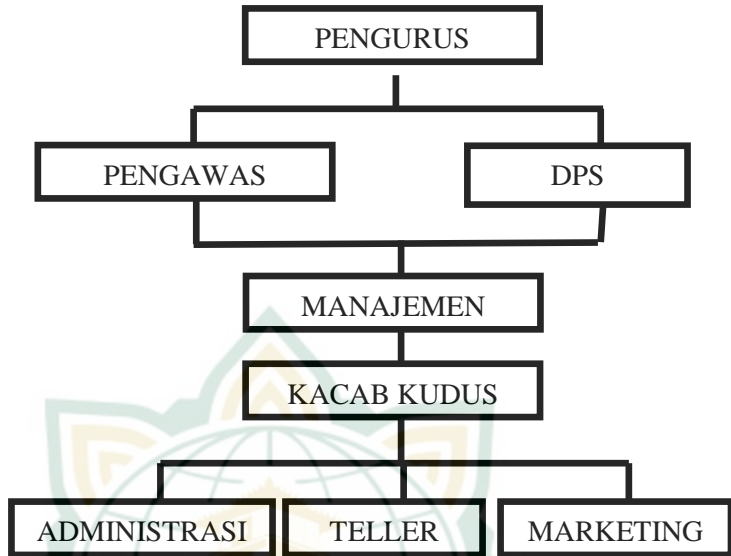 PENGURUS
PENGAWAS
DPS
MANAJEMEN
KACAB KUDUS
ADMINISTRASI
TELLER
MARKETING